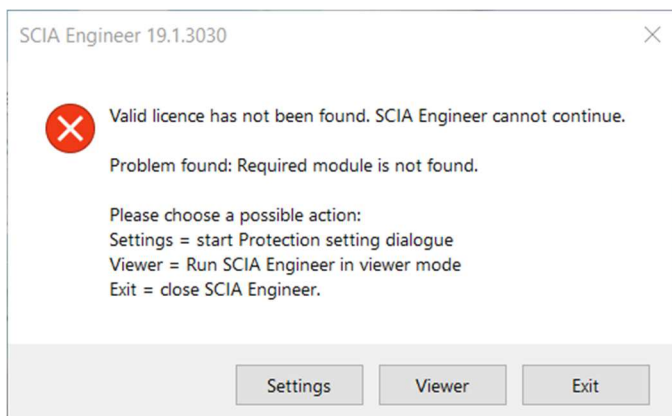 SCIA Engineer 19.1.3030
Valid licence has not been found. SCIA Engineer cannot continue.
Problem found: Required module is not found.
Please choose a possible action:
Settings = start Protection setting dialogue
Viewer = Run SCIA Engineer in viewer mode
Exit = close SCIA Engineer.
Settings
Viewer
Exit